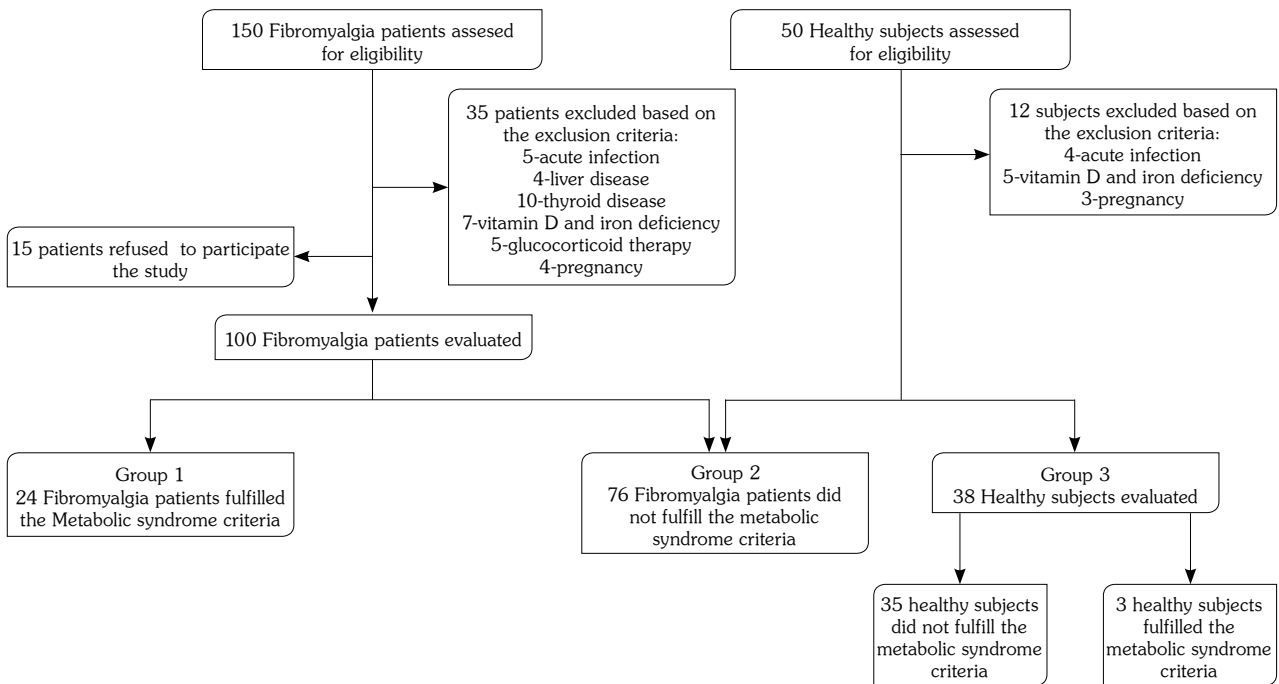 150 Fibromyalgia patients assesed
for eligibility
50 Healthy subjects assessed
for eligibility
35 patients excluded based on
the exclusion criteria:
5-acute infection
4-liver disease
10-thyroid disease
7-vitamin D and iron deficiency
5-glucocorticoid therapy
4-pregnancy
12 subjects excluded based on
the exclusion criteria:
4-acute infection
5-vitamin D and iron deficiency
3-pregnancy
15 patients refused to participate
the study
100 Fibromyalgia patients evaluated
Group 1
24 Fibromyalgia patients fulfilled
the Metabolic syndrome criteria
Group 2
76 Fibromyalgia patients did
not fulfill the metabolic
syndrome criteria
Group 3
38 Healthy subjects evaluated
35 healthy subjects
did not fulfill the
metabolic syndrome
criteria
3 healthy subjects
fulfilled the
metabolic syndrome
criteria